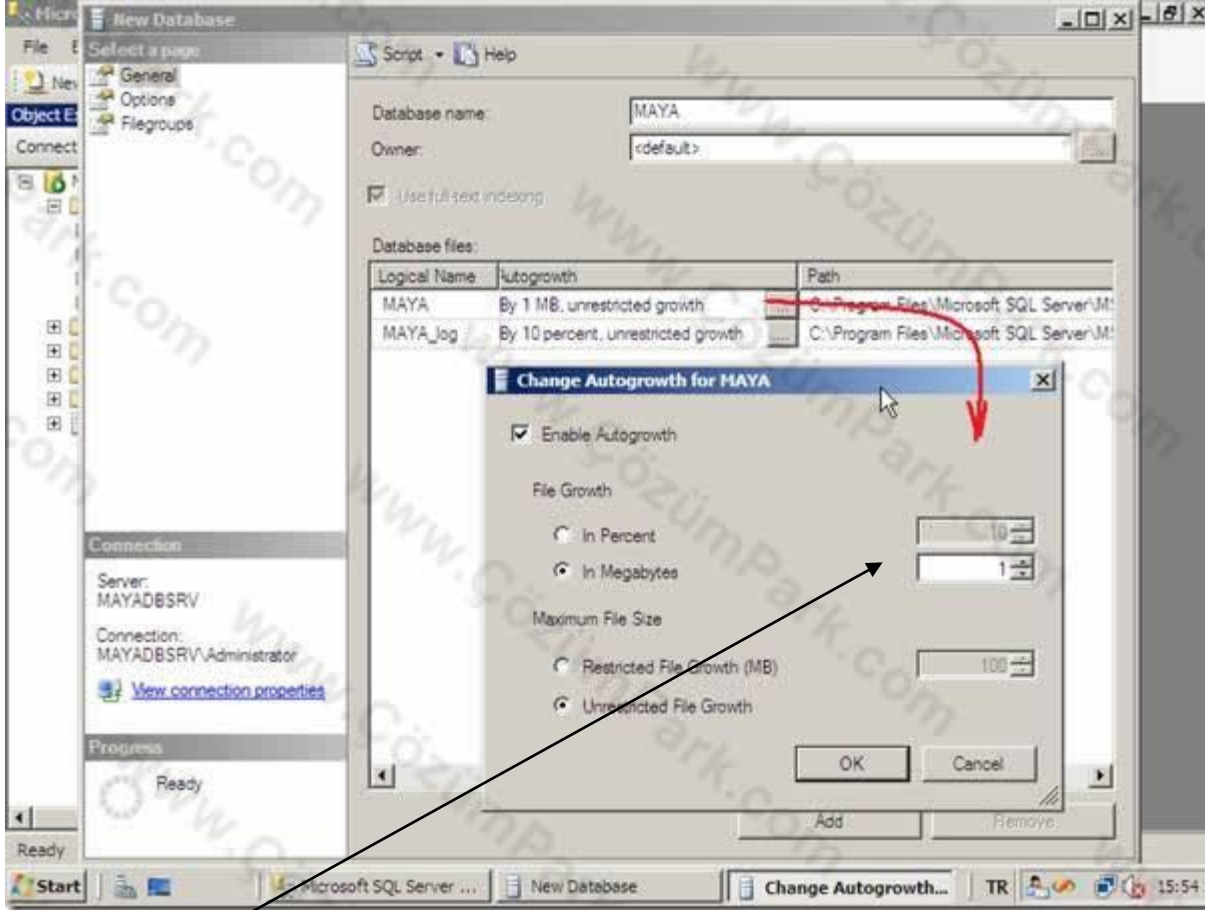 New Database
File
Select a page
Script
Help
General
Options
Filegroups
Connect
Database name:
MAYA
Owner:
<default>
...
Use full-text indexing
Database files:
Logical Name
Autogrowth
Path
MAYA
By 1 MB, unrestricted growth
...
C:\Program Files\Microsoft SQL Server\M
MAYA_log
By 10 percent, unrestricted growth
...
C:\Program Files\Microsoft SQL Server\M
Change Autogrowth for MAYA
Enable Autogrowth
File Growth
In Percent
10
In Megabytes
1
Maximum File Size
Restricted File Growth (MB)
100
Unrestricted File Growth
OK
Cancel
Add
Remove
Connection
Server:
MAYADBSRV
Connection:
MAYADBSRV\Administrator
View connection properties
Progress
Ready
Ready
Start
Microsoft SQL Server ...
New Database
Change Autogrowth...
TR
15:54
www.ÇözümPark.com